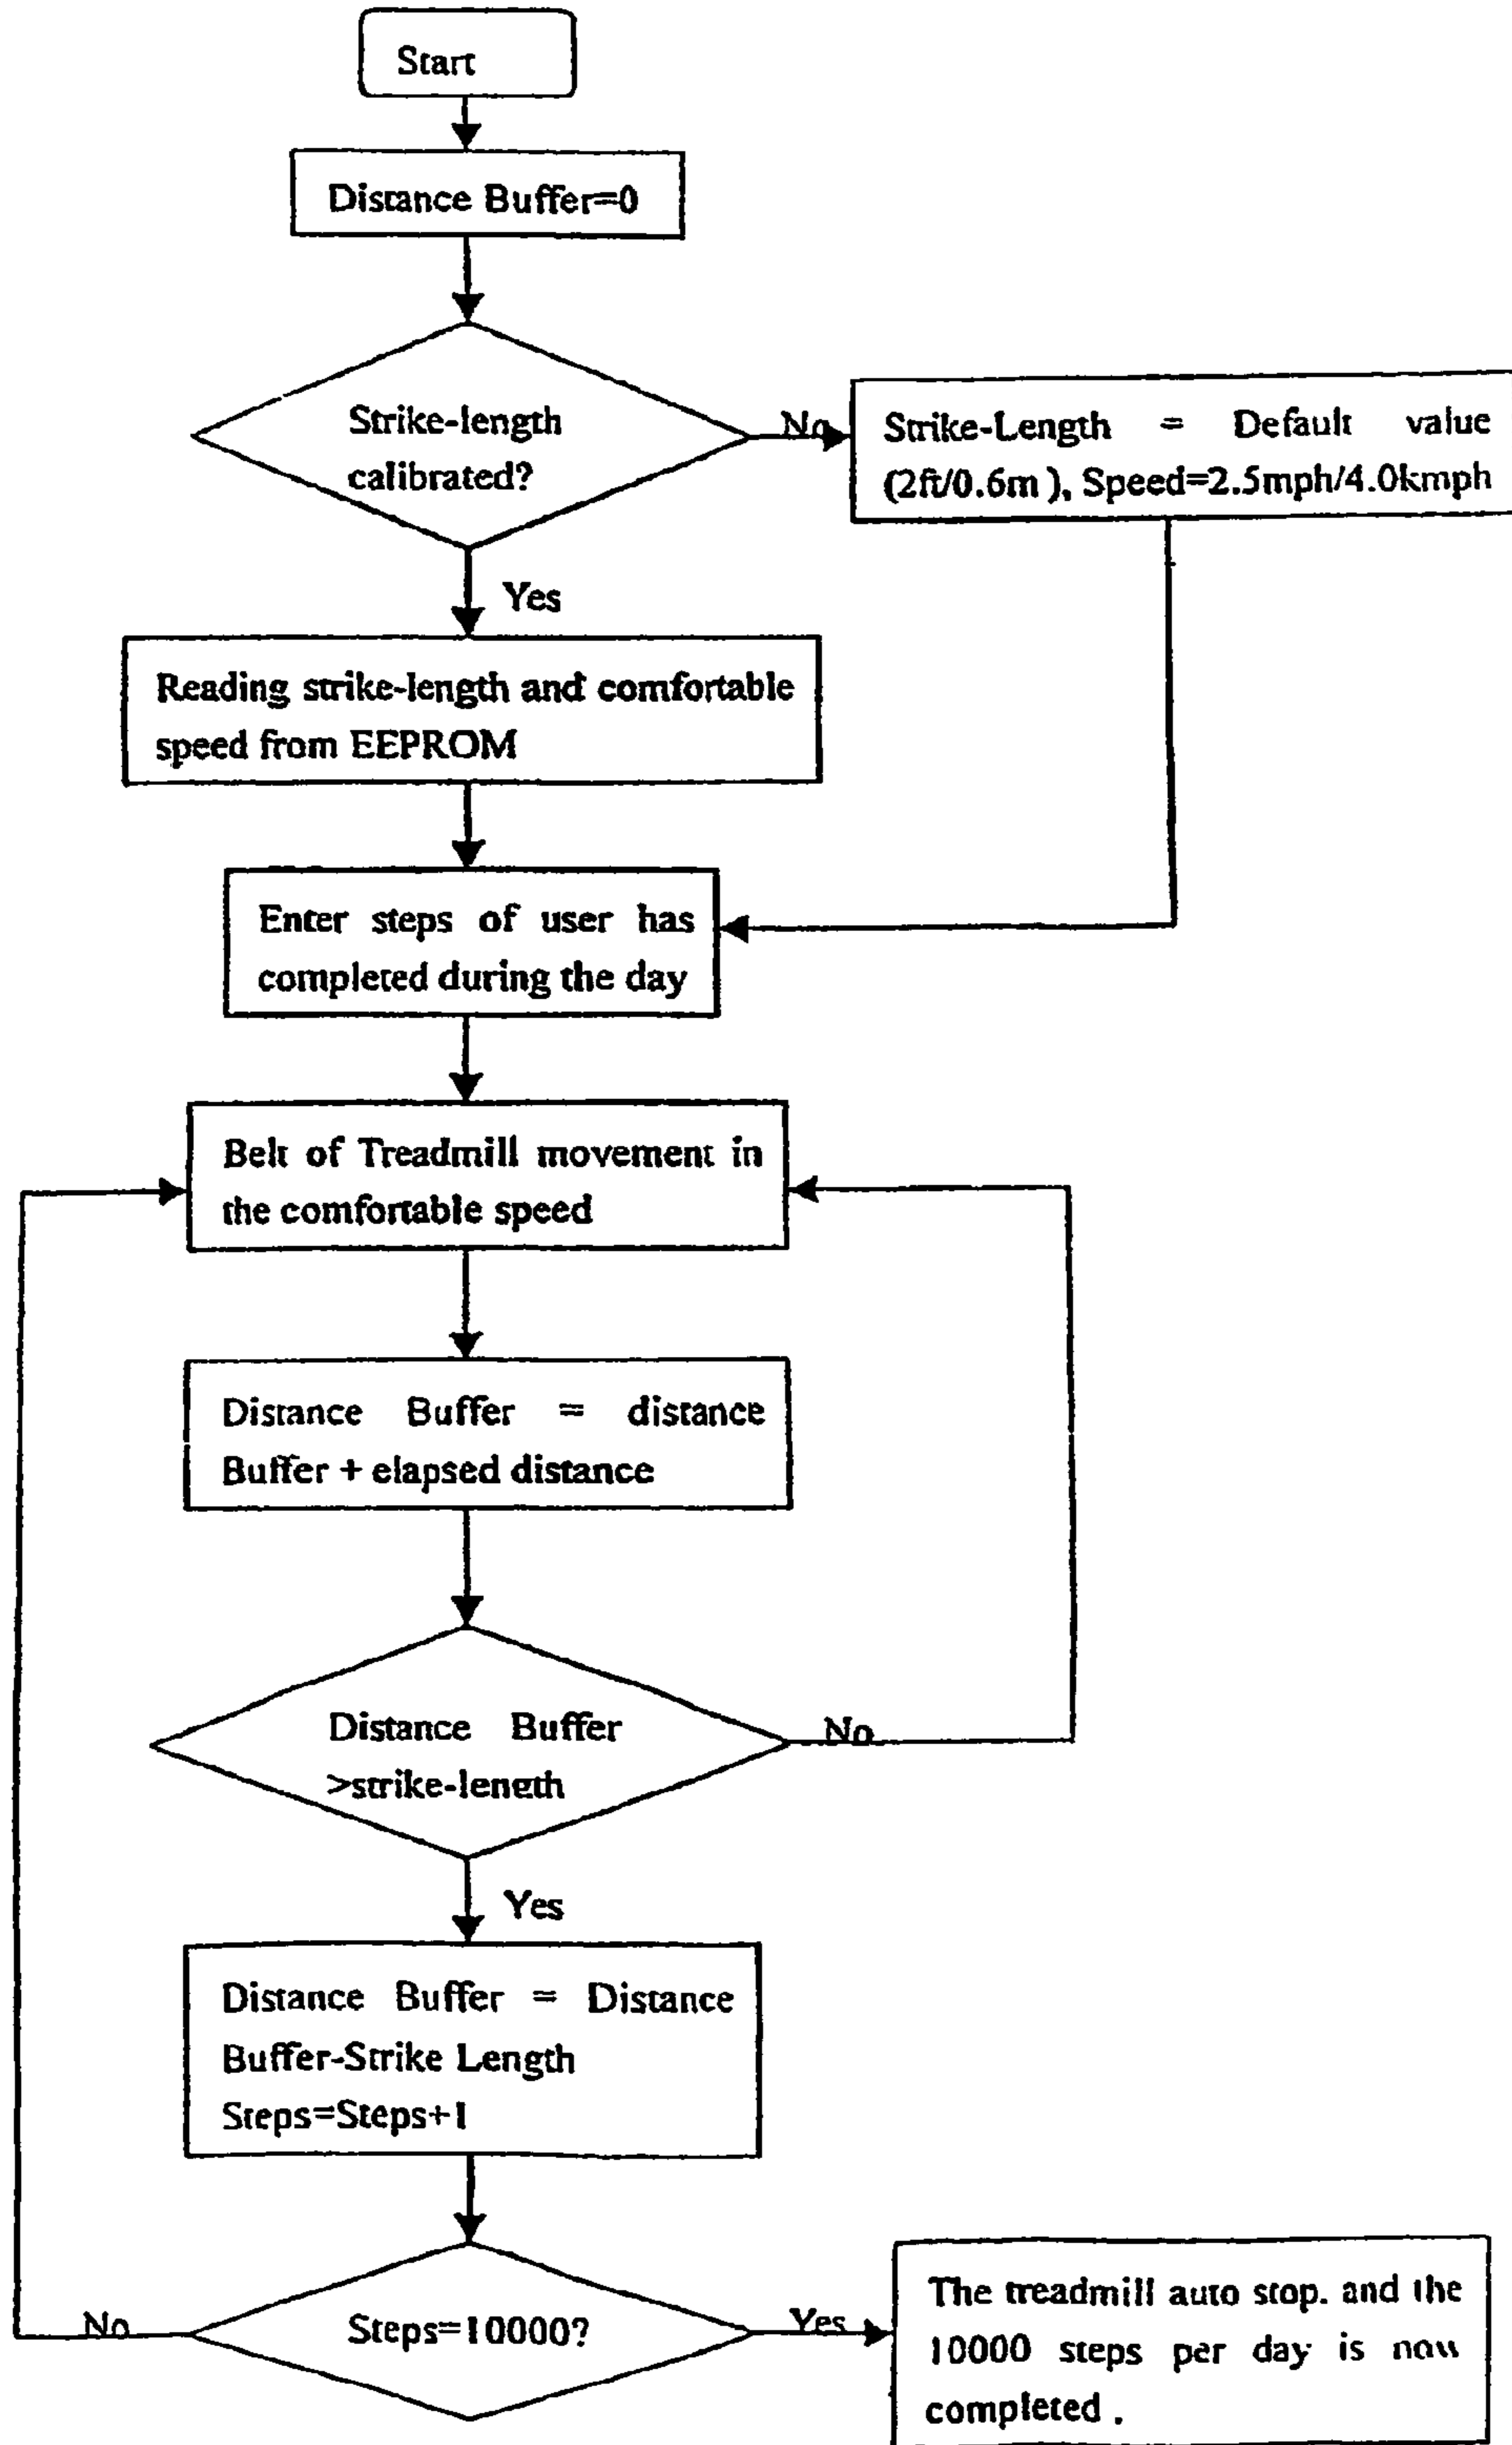 Start
Distance Buffer=0
Strike-length
calibrated?
No
Strike-Length = Default value
(2ft/0.6m ), Speed=2.5mph/4.0kmph
Yes
Reading strike-length and comfortable
speed from EEPROM
Enter steps of user has
completed during the day
Belt of Treadmill movement in
the comfortable speed
Distance Buffer = distance
Buffer + elapsed distance
Distance Buffer
>strike-length
No
Yes
Distance Buffer = Distance
Buffer-Strike Length
Steps=Steps+1
Steps=10000?
No
Yes
The treadmill auto stop. and the
10000 steps per day is now
completed .